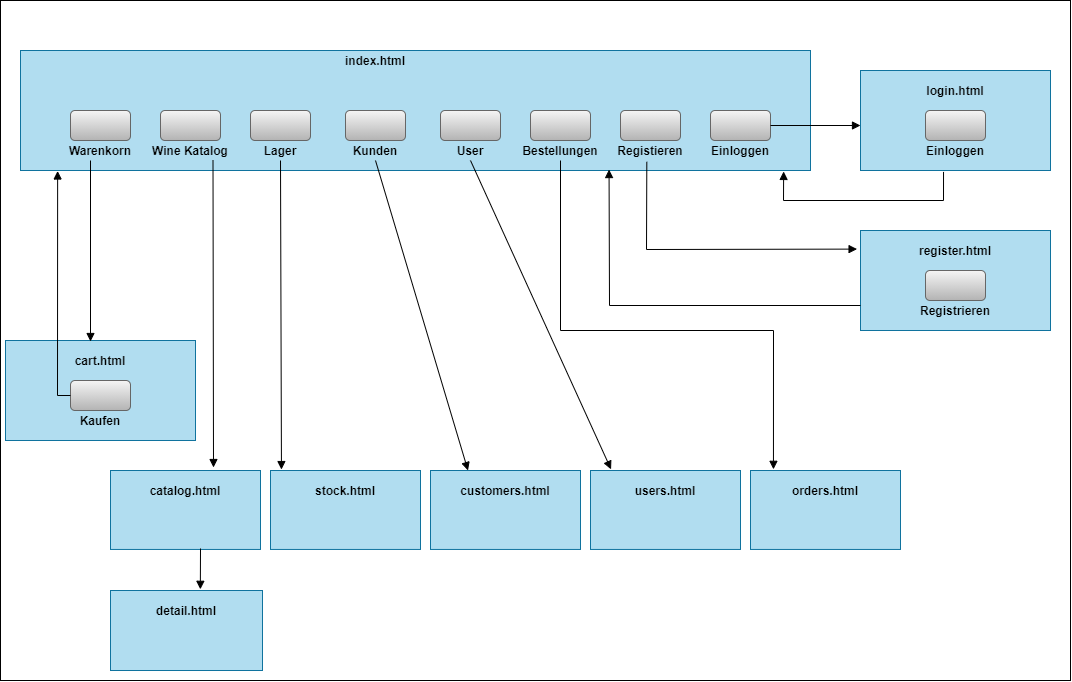 index.html
Warenkorn
Wine Katalog
Lager
Kunden
User
Bestellungen
Registieren
Einloggen
login.html
Einloggen
register.html
Registrieren
cart.html
Kaufen
catalog.html
stock.html
customers.html
users.html
orders.html
detail.html